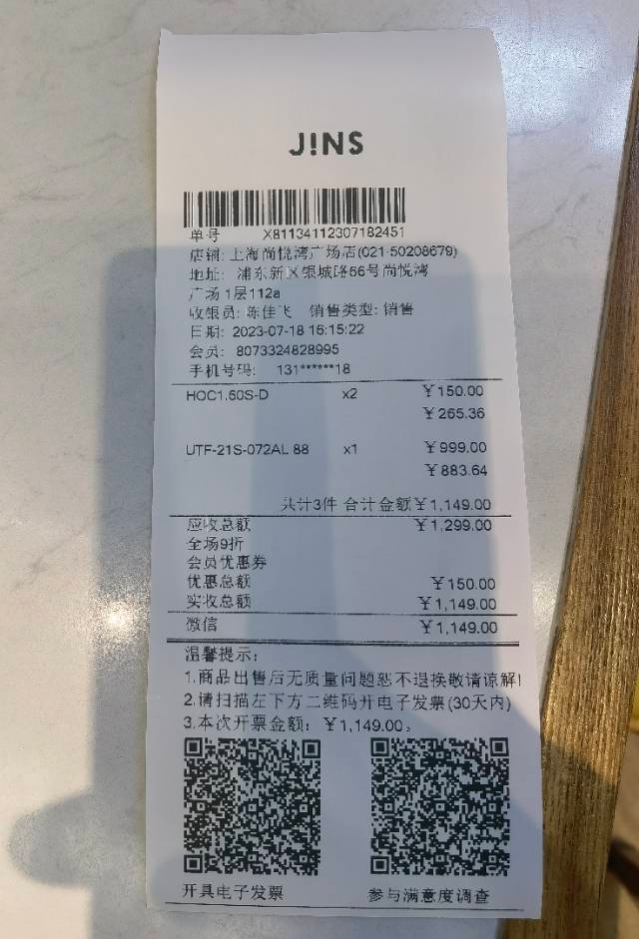 J!NS
单号 X81134112307182451
店铺: 上海尚悦湾广场店(021-50208679)
地址: 浦东新区银城路66号尚悦湾
广场1层112a
收银员: 陈佳飞 销售类型: 销售
日期: 2023-07-18 16:15:22
会员: 8073324828995
手机号码: 131******18
HOC1.60S-D x2 ￥150.00
￥265.36
UTF-21S-072AL 88 x1 ￥999.00
￥883.64
共计3件 合计金额￥1,149.00
应收总额 ￥1,299.00
全场9折
会员优惠券
优惠总额 ￥150.00
实收总额 ￥1,149.00
微信 ￥1,149.00
温馨提示:
1.商品出售后无质量问题恕不退换敬请谅解!
2.请扫描左下方二维码开电子发票(30天内)
3.本次开票金额: ￥1,149.00。
开具电子发票 参与满意度调查